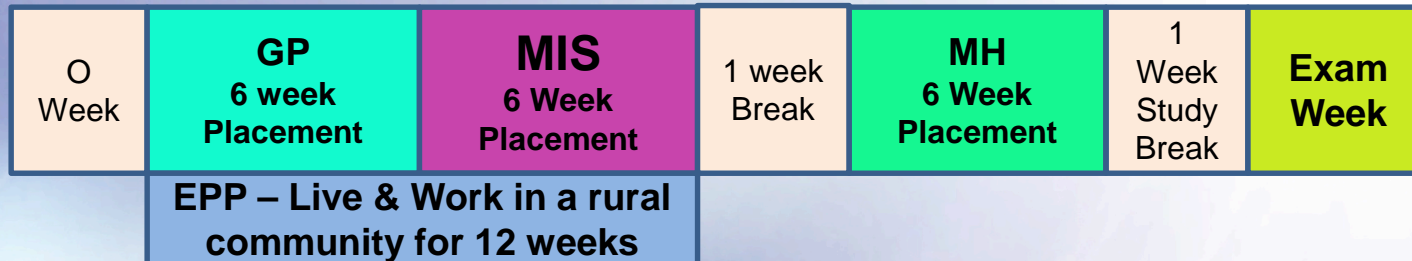 O
Week
GP
6 week
Placement
MIS
6 Week
Placement
1 week
Break
MH
6 Week
Placement
1
Week
Study
Break
Exam
Week
EPP – Live & Work in a rural
community for 12 weeks